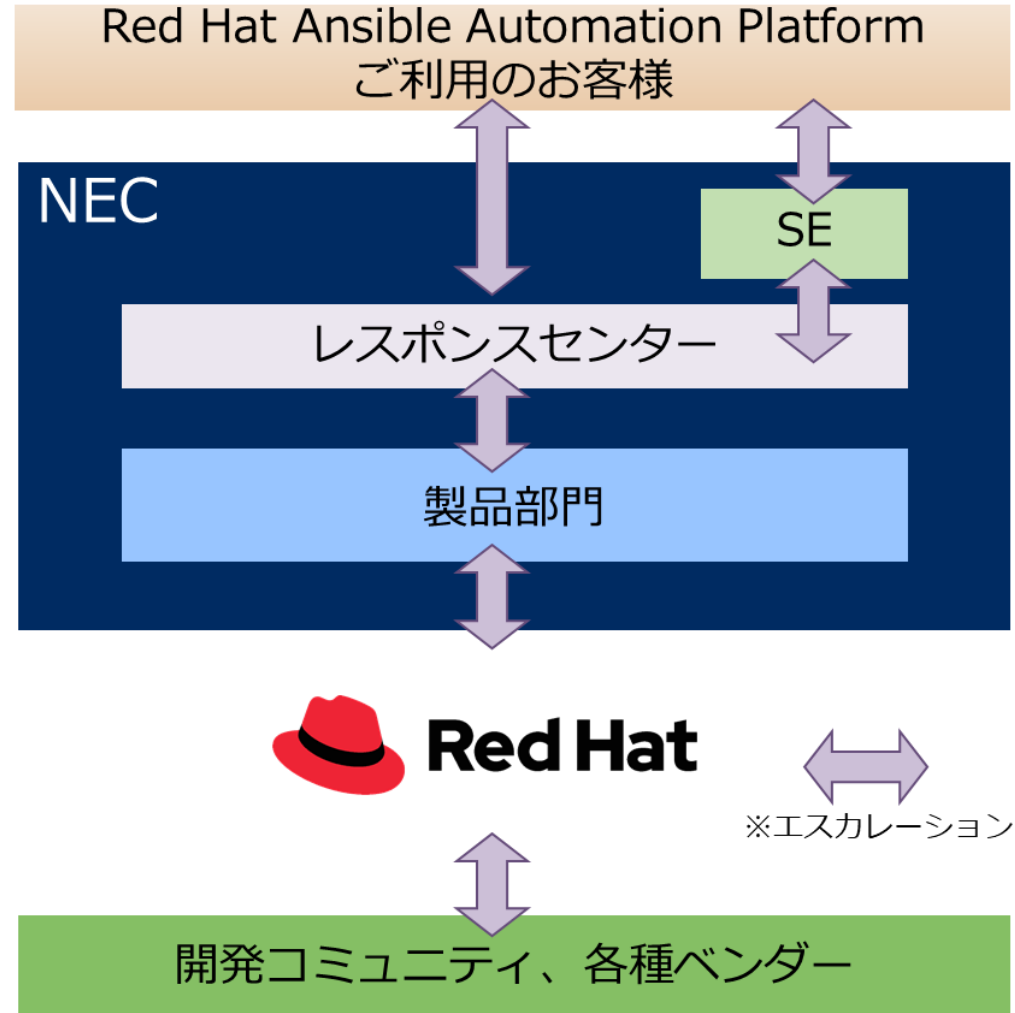 Red Hat Ansible Automation Platform
ご利用のお客様
NEC
SE
レスポンスセンター
製品部門
Red Hat
※エスカレーション
開発コミュニティ、各種ベンダー